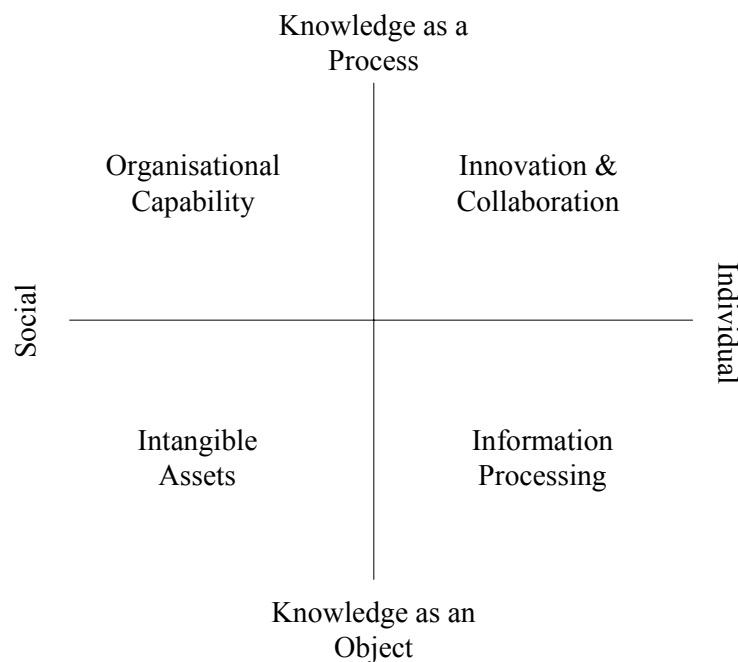 Knowledge as a
Process
Organisational
Capability
Innovation &
Collaboration
Social
Individual
Intangible
Assets
Information
Processing
Knowledge as an
Object